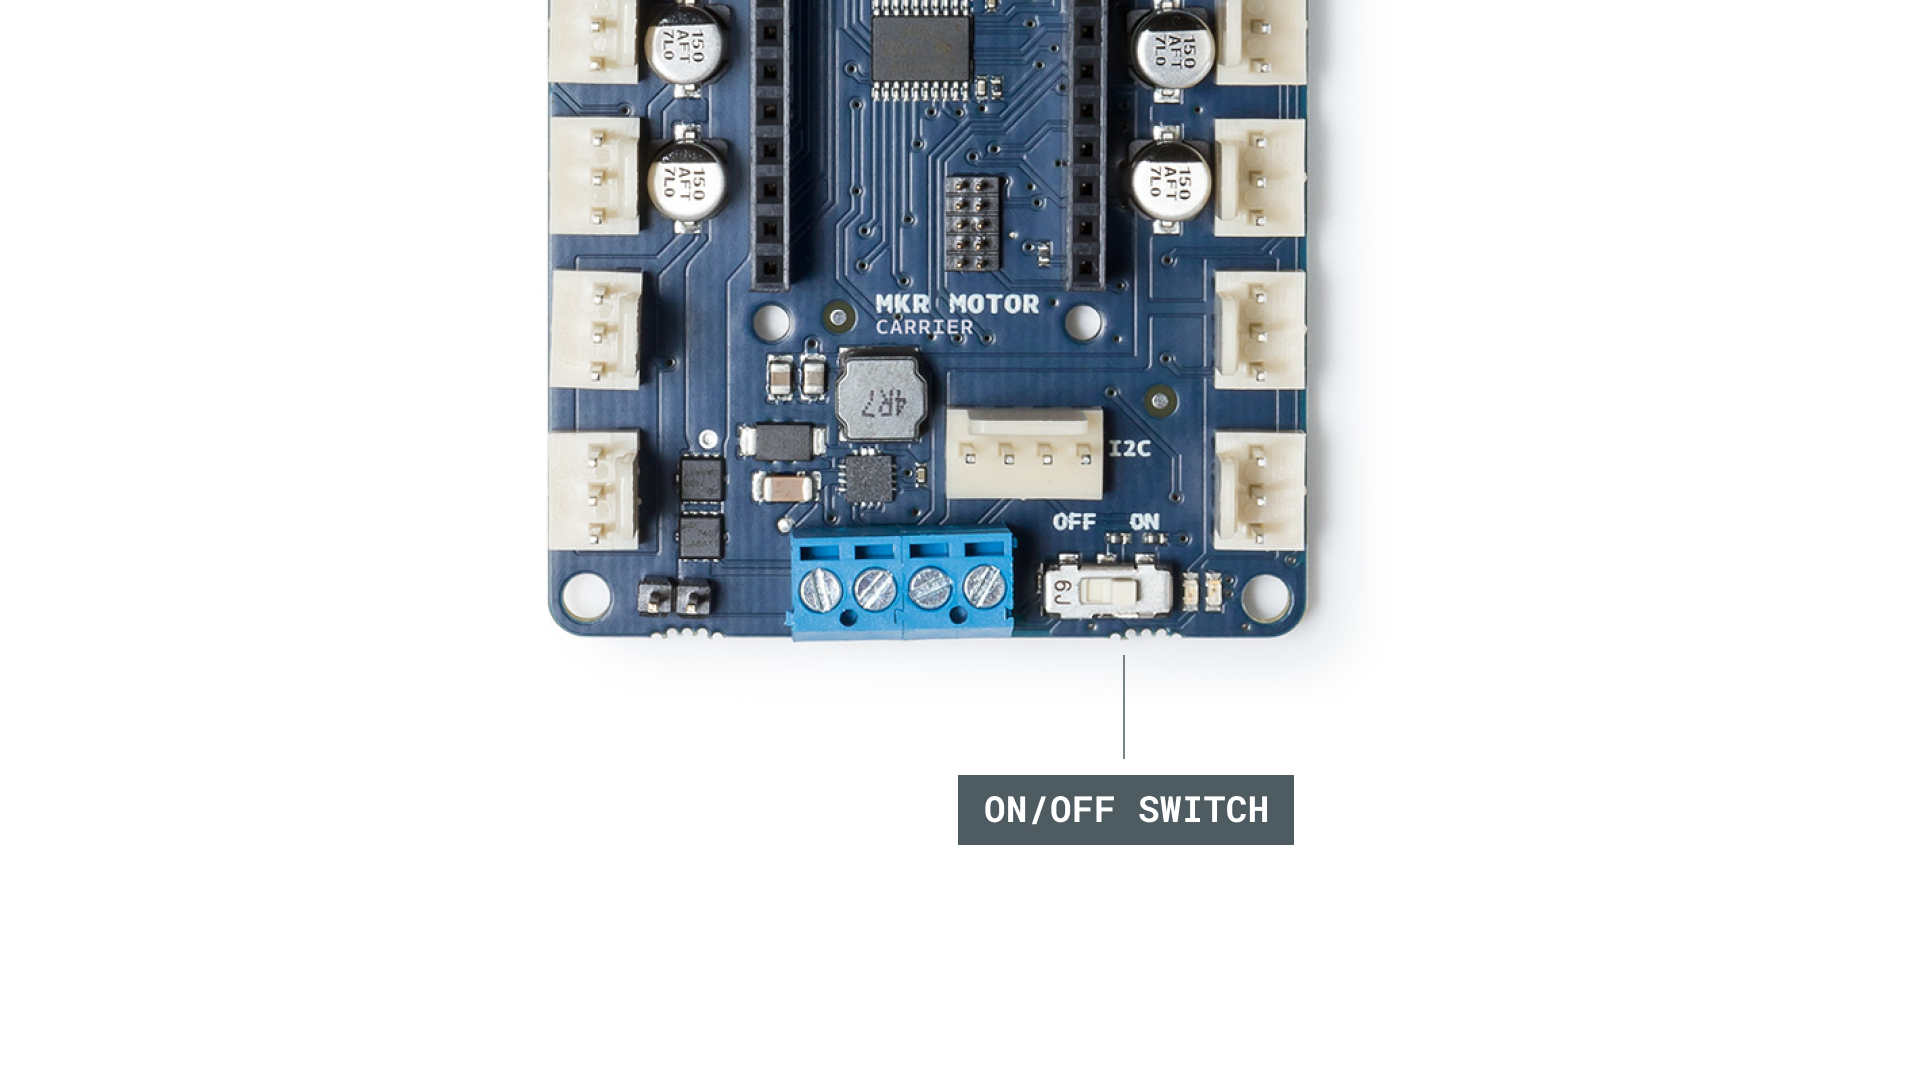 150
AFT
7L0
150
AFT
7L0
150
AFT
7L0
150
AFT
7L0
MKR MOTOR
CARRIER
4R7
I2C
OFF ON
6J
ON/OFF SWITCH